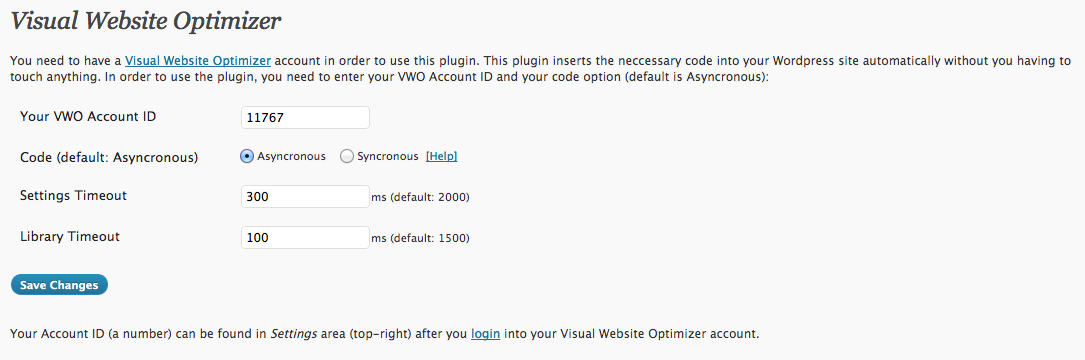 Visual Website Optimizer
You need to have a Visual Website Optimizer account in order to use this plugin. This plugin inserts the neccessary code into your Wordpress site automatically without you having to
touch anything. In order to use the plugin, you need to enter your VWO Account ID and your code option (default is Asyncronous):
Your VWO Account ID 11767
Code (default: Asyncronous) Asyncronous Syncronous [Help]
Settings Timeout 300 ms (default: 2000)
Library Timeout 100 ms (default: 1500)
Save Changes
Your Account ID (a number) can be found in Settings area (top-right) after you login into your Visual Website Optimizer account.